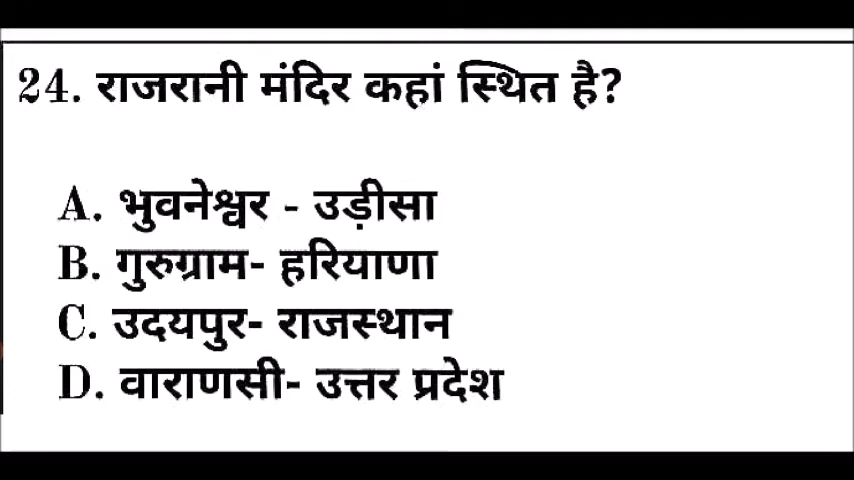 24. राजरानी मंदिर कहां स्थित है?
A. भुवनेश्वर - उड़ीसा
B. गुरुग्राम- हरियाणा
C. उदयपुर- राजस्थान
D. वाराणसी- उत्तर प्रदेश